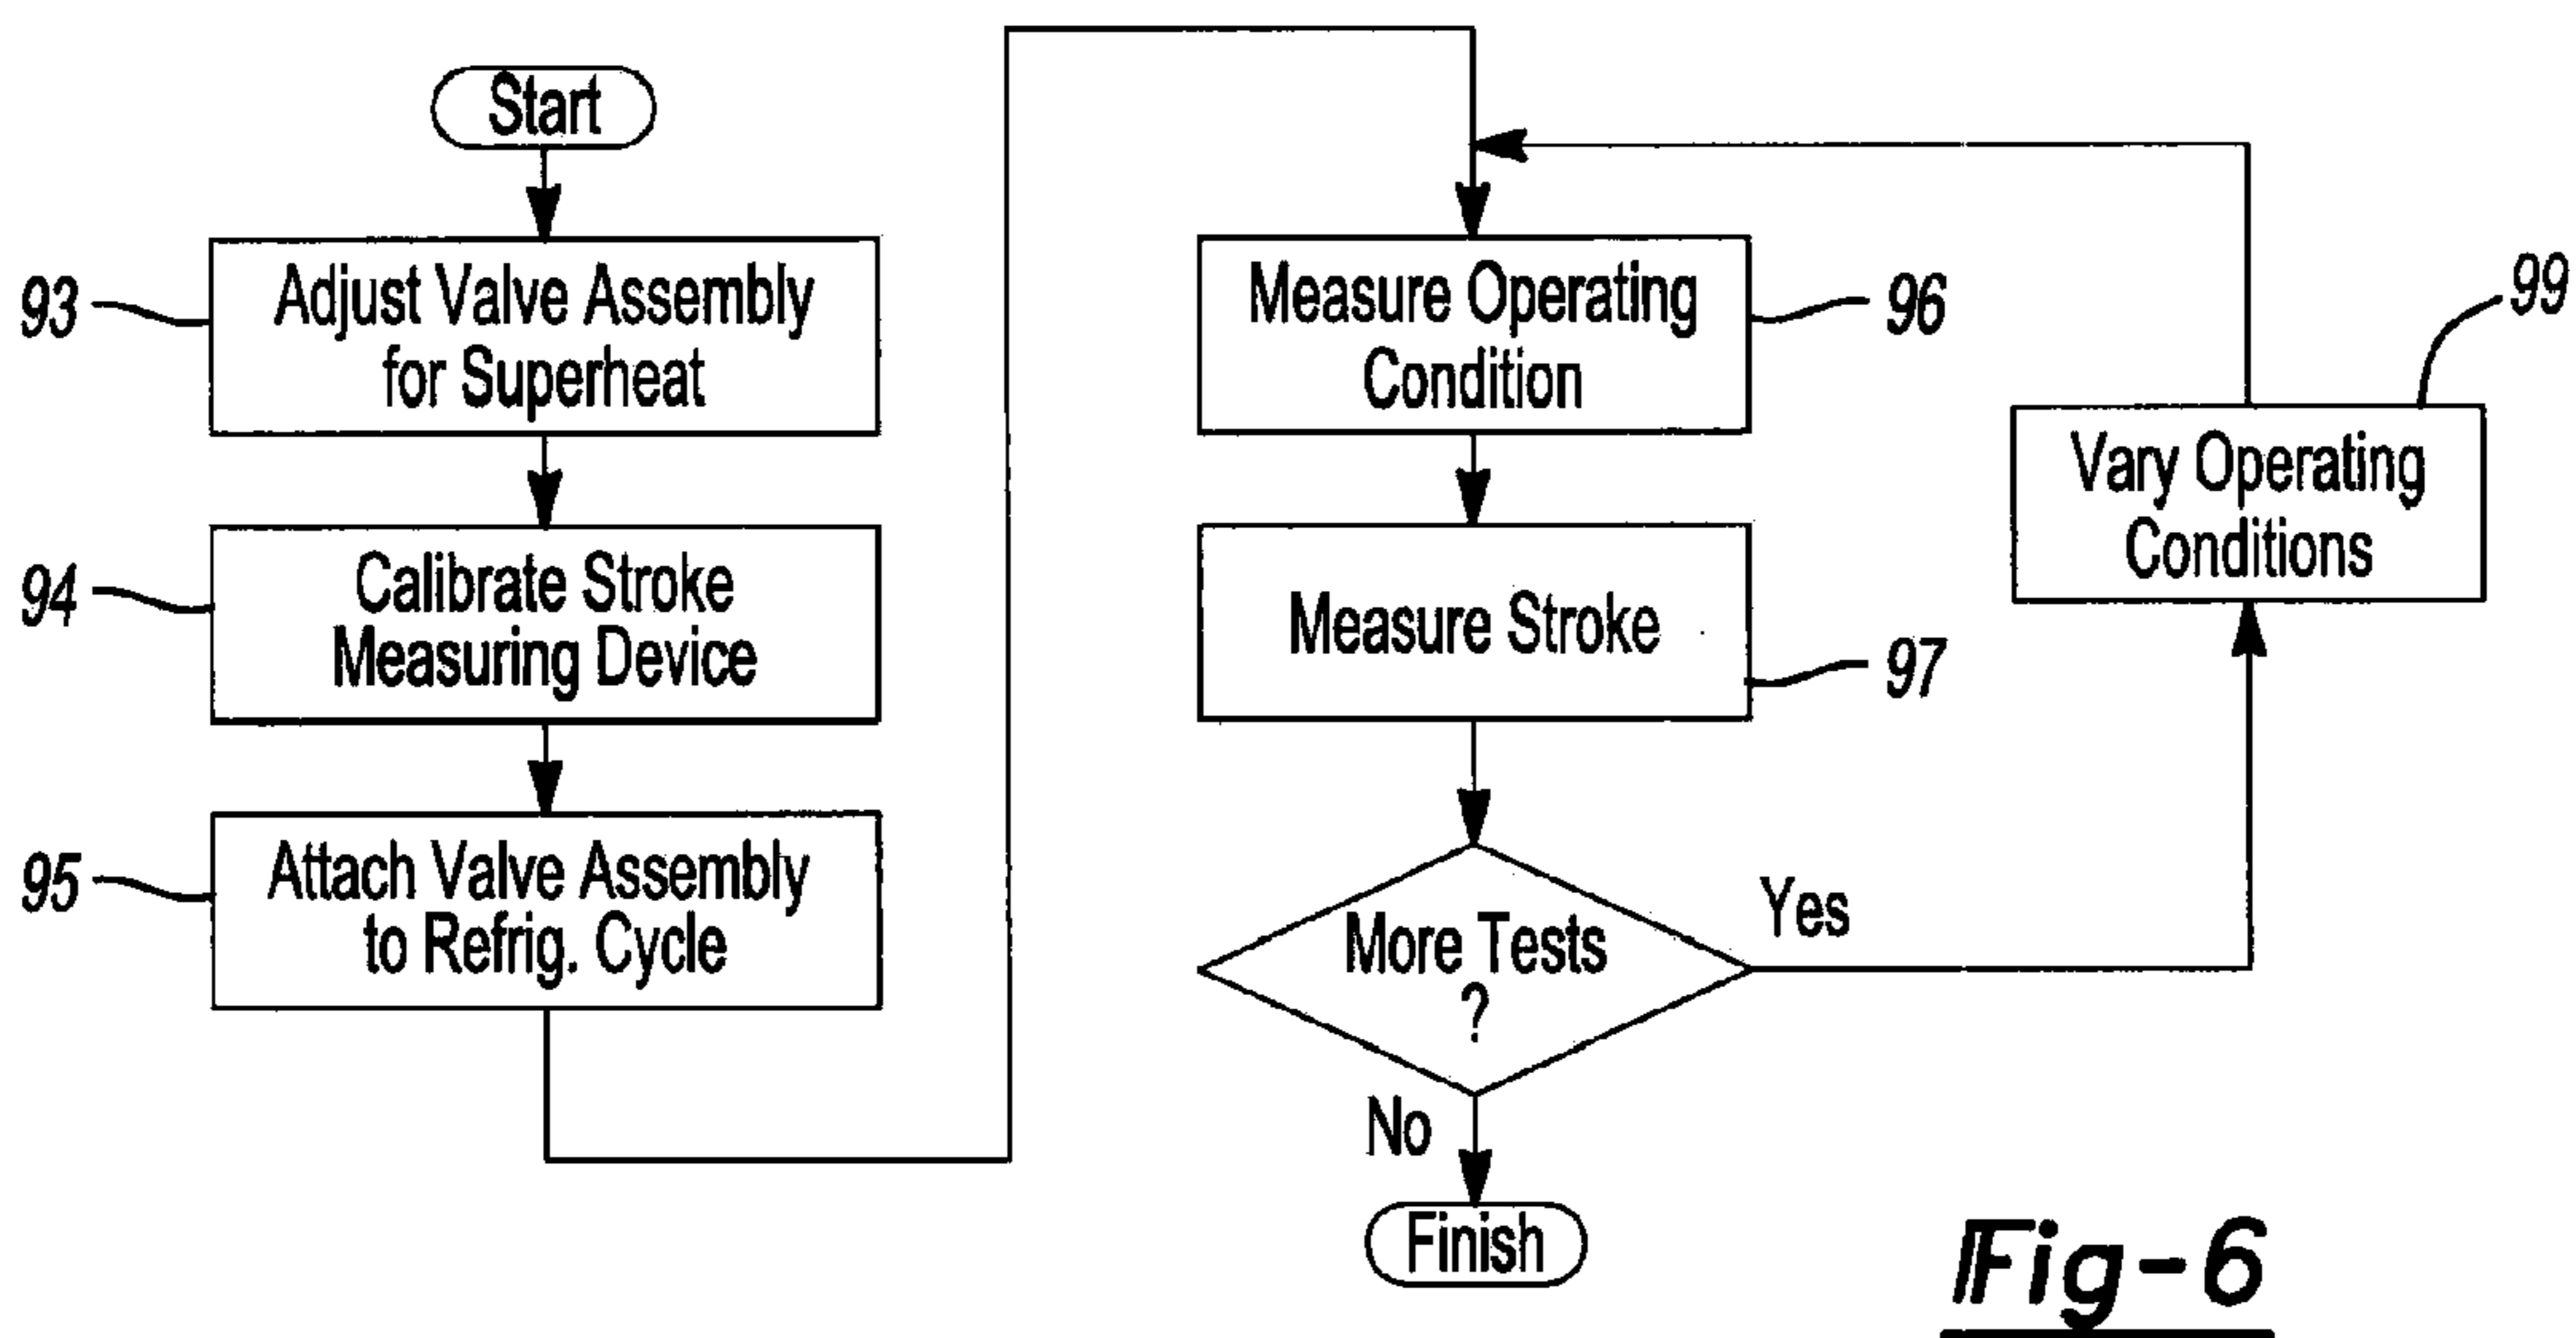 Start
93
Adjust Valve Assembly
for Superheat
94
Calibrate Stroke
Measuring Device
95
Attach Valve Assembly
to Refrig. Cycle
Measure Operating
Condition
96
Measure Stroke
97
More Tests
?
Yes
No
Finish
99
Vary Operating
Conditions
Fig-6